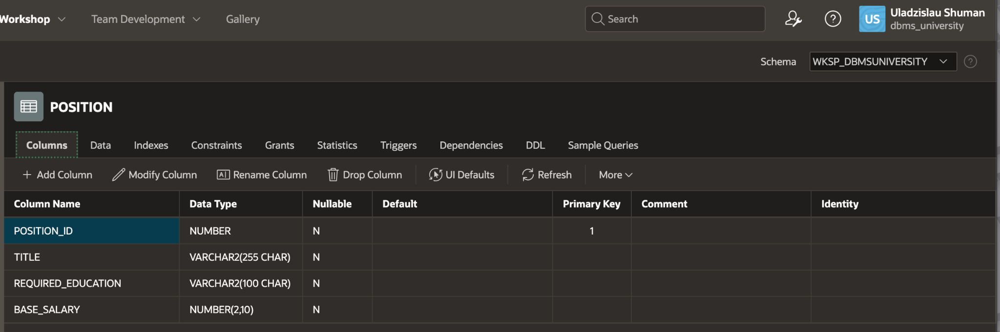 Workshop Team Development Gallery Search ? US Uladzislau Shuman
dbms_university
Schema WKSP_DBMSUNIVERSITY ?
POSITION
Columns Data Indexes Constraints Grants Statistics Triggers Dependencies DDL Sample Queries
+ Add Column Modify Column A Rename Column Drop Column UI Defaults Refresh More
Column Name Data Type Nullable Default Primary Key Comment Identity
POSITION_ID NUMBER N 1
TITLE VARCHAR2(255 CHAR) N
REQUIRED_EDUCATION VARCHAR2(100 CHAR) N
BASE_SALARY NUMBER(2,10) N